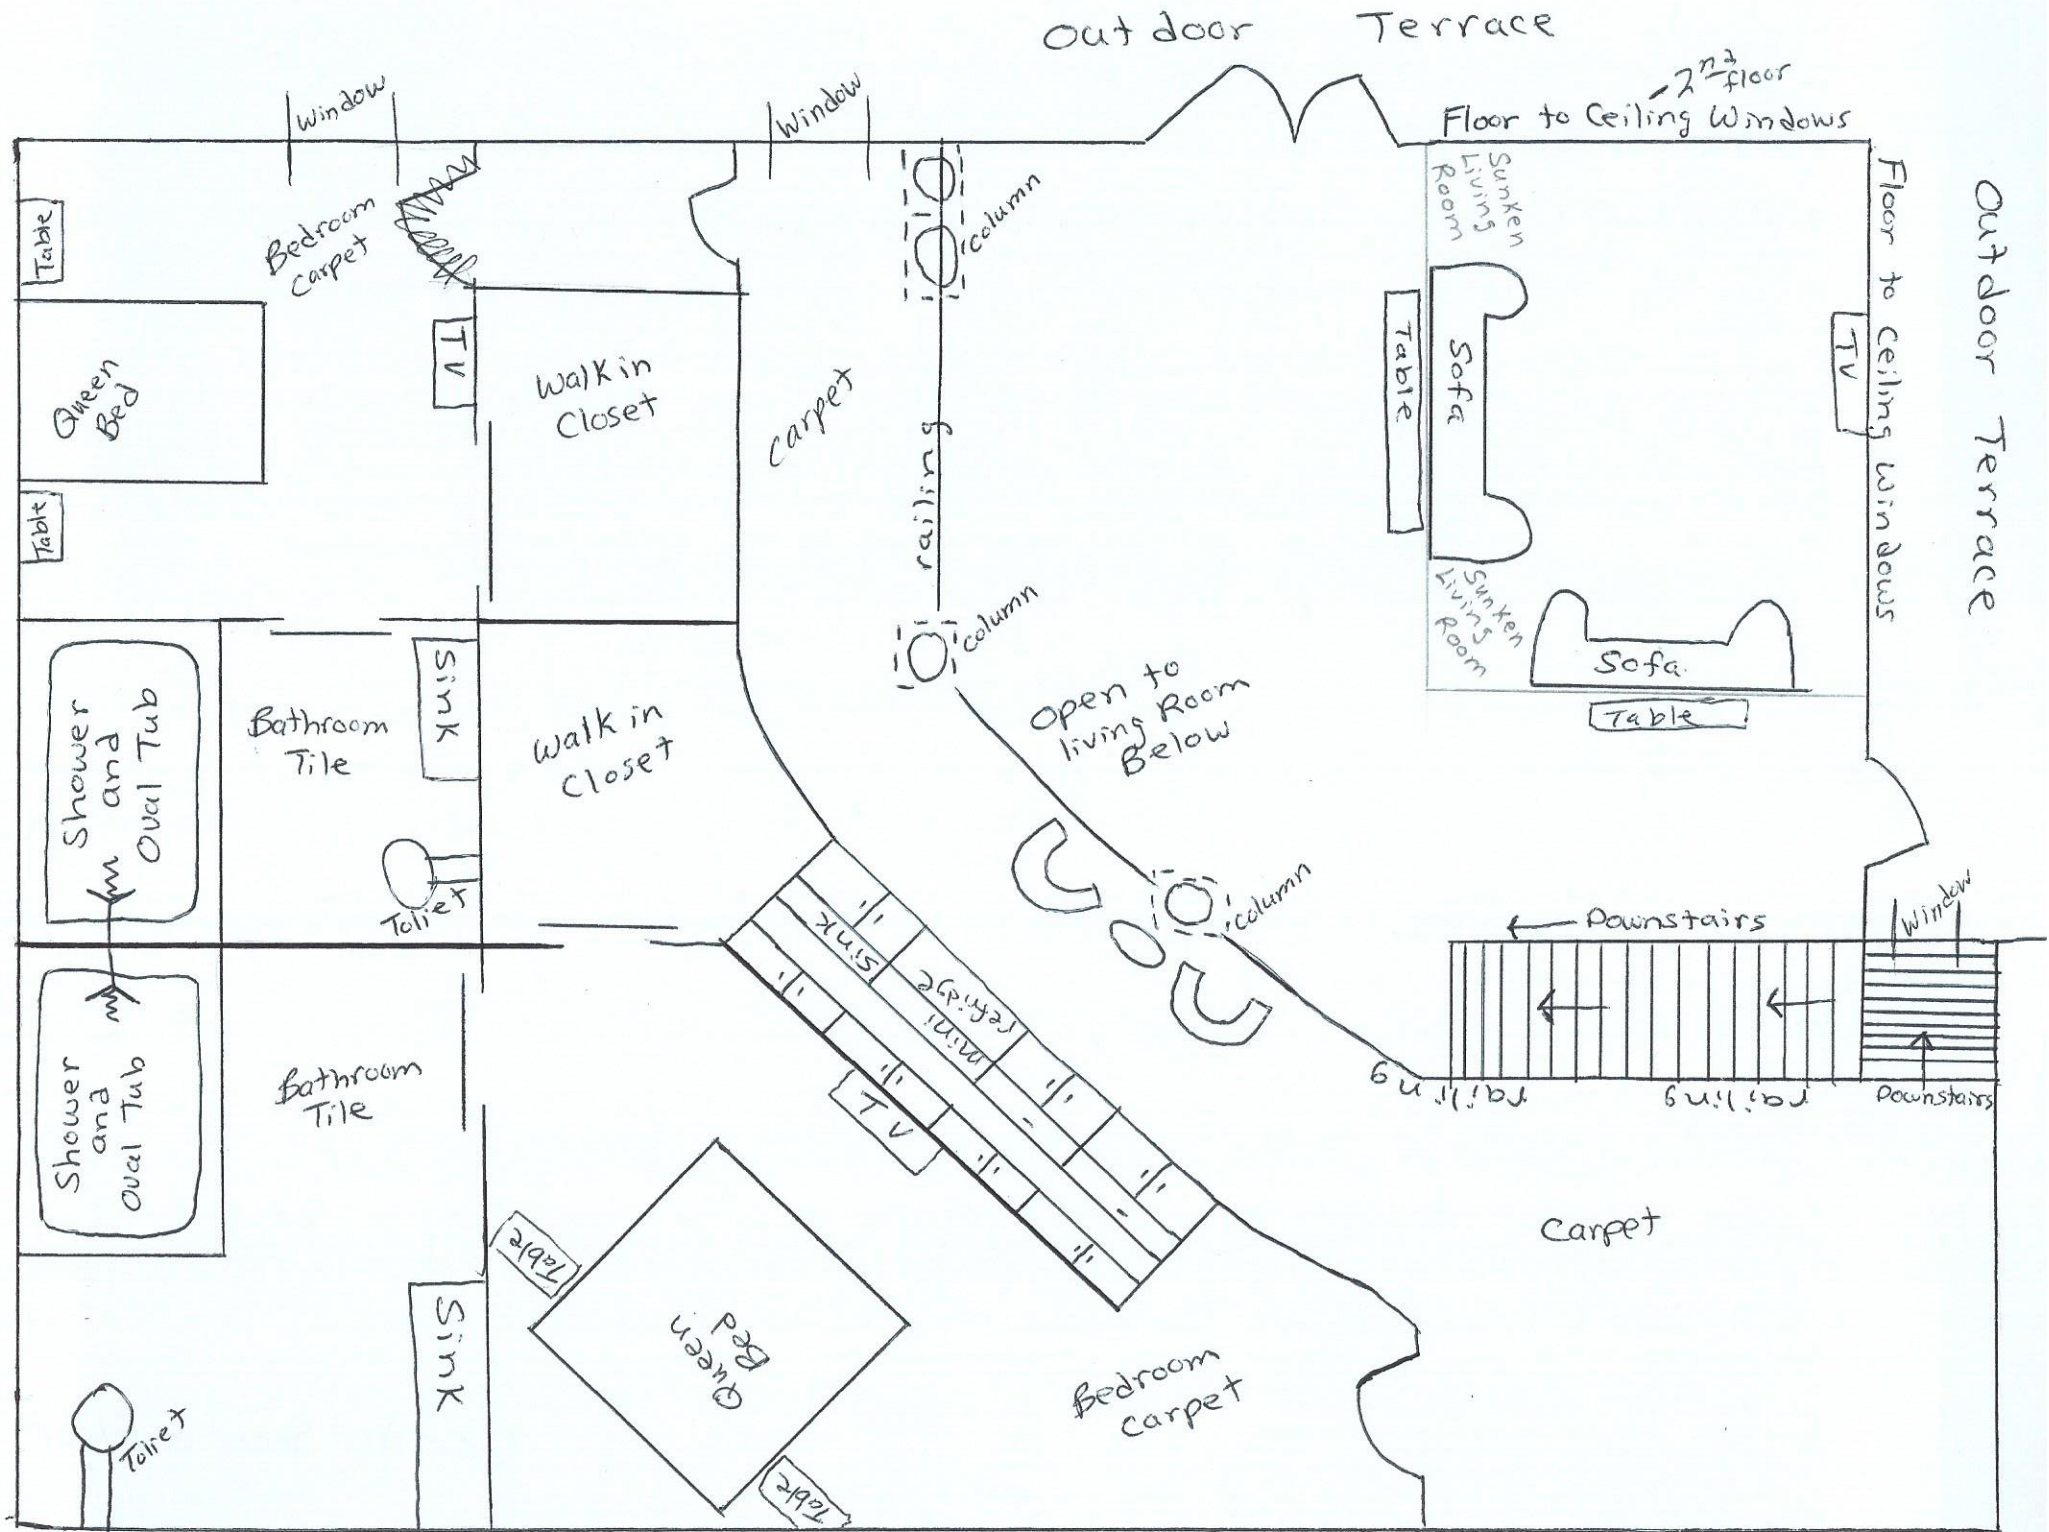 Outdoor Terrace
- 2nd floor
Floor to Ceiling Windows
Window
Window
Floor to Ceiling Windows
Outdoor Terrace
Sunken
Living
Room
column
Table
Bedroom
carpet
TV
Queen
Bed
Table
Walk in
Closet
carpet
railing
Table
Sofa
TV
column
Sunken
Living
Room
Sofa
Table
Open to
living Room
Below
Shower
and
Oval Tub
Bathroom
Tile
Sink
Toliet
Walk in
Closet
column
Downstairs
Window
sink
mini
refridge
railing
railing
railing
railing
Downstairs
Shower
and
Oval Tub
Bathroom
Tile
TV
Table
Queen
Bed
Table
Sink
Toliet
Bedroom
carpet
carpet